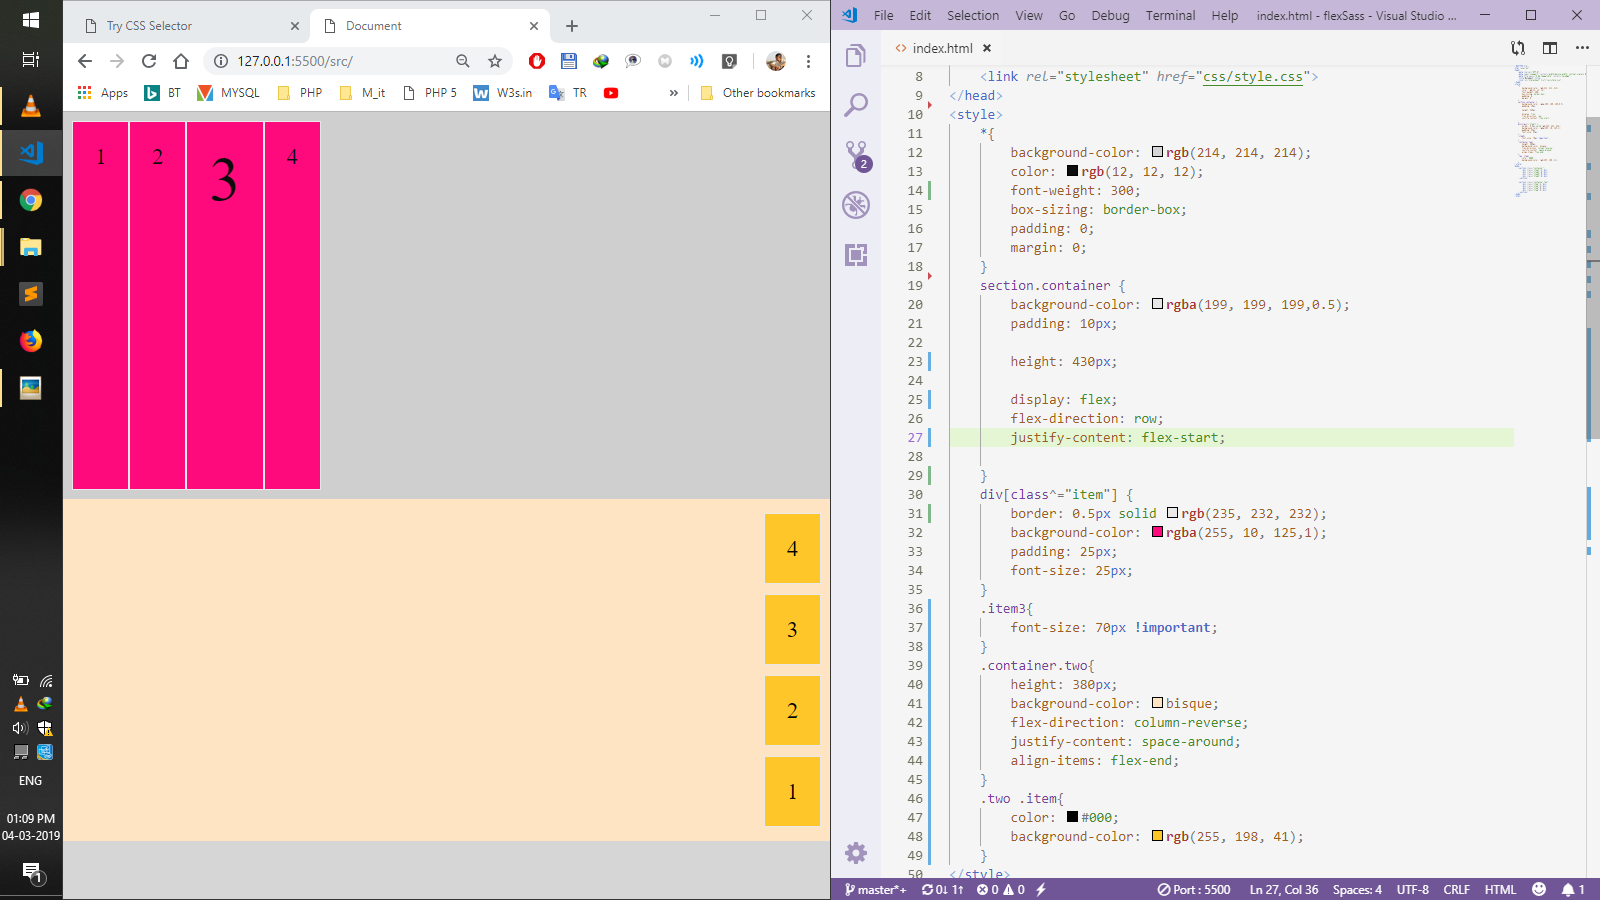 Try CSS Selector
Document
127.0.0.1:5500/src/
Apps
BT
MYSQL
PHP
M_it
PHP 5
W3s.in
TR
»
Other bookmarks
1
2
3
4
4
3
2
1
ENG
01:09 PM
04-03-2019
1
File Edit Selection View Go Debug Terminal Help index.html - flexSass - Visual Studio ...
index.html
2
8 <link rel="stylesheet" href="css/style.css">
9 </head>
10 <style>
11 *{
12 background-color: rgb(214, 214, 214);
13 color: rgb(12, 12, 12);
14 font-weight: 300;
15 box-sizing: border-box;
16 padding: 0;
17 margin: 0;
18 }
19 section.container {
20 background-color: rgba(199, 199, 199,0.5);
21 padding: 10px;
22
23 height: 430px;
24
25 display: flex;
26 flex-direction: row;
27 justify-content: flex-start;
28
29 }
30 div[class^="item"] {
31 border: 0.5px solid rgb(235, 232, 232);
32 background-color: rgba(255, 10, 125,1);
33 padding: 25px;
34 font-size: 25px;
35 }
36 .item3{
37 font-size: 70px !important;
38 }
39 .container.two{
40 height: 380px;
41 background-color: bisque;
42 flex-direction: column-reverse;
43 justify-content: space-around;
44 align-items: flex-end;
45 }
46 .two .item{
47 color: #000;
48 background-color: rgb(255, 198, 41);
49 }
50 </style>
master*+ 0↓ 1↑ 0 0 Port : 5500 Ln 27, Col 36 Spaces: 4 UTF-8 CRLF HTML 1